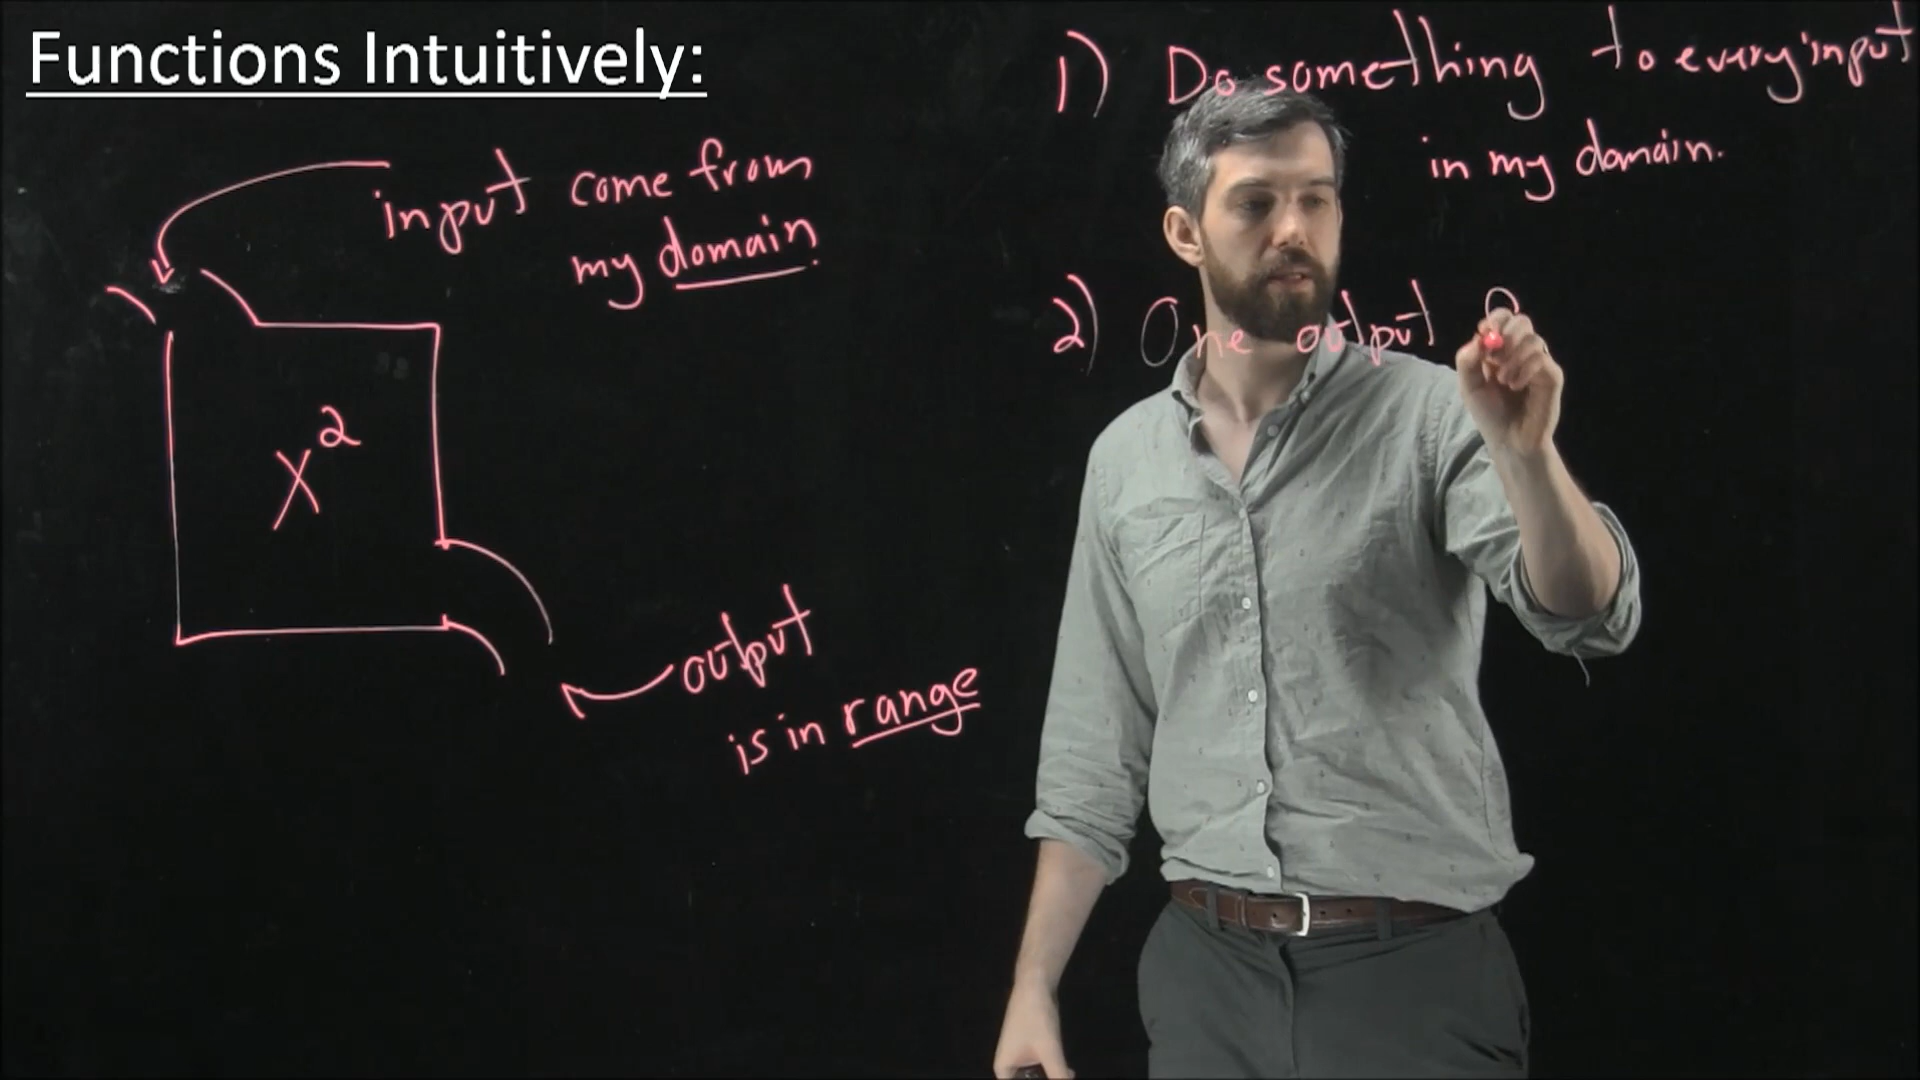 Functions Intuitively:
input come from
my domain.
X²
output
is in range
1) Do something to every input
in my domain.
2) One output